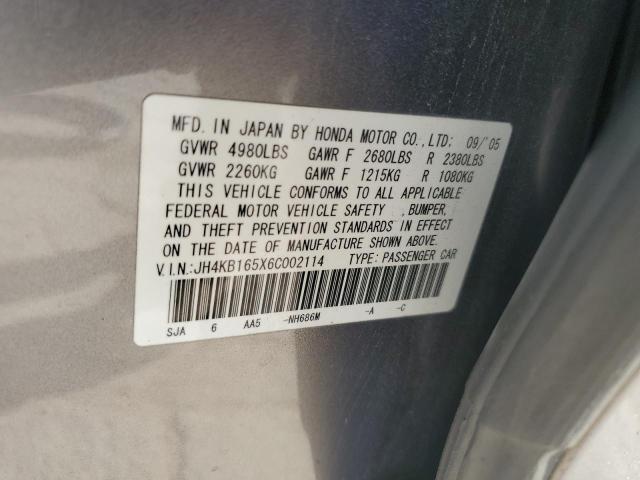 MFD. IN JAPAN BY HONDA MOTOR CO.,LTD: 09/'05
GVWR 4980LBS GAWR F 2680LBS R 2380LBS
GVWR 2260KG GAWR F 1215KG R 1080KG
THIS VEHICLE CONFORMS TO ALL APPLICABLE
FEDERAL MOTOR VEHICLE SAFETY , BUMPER,
AND THEFT PREVENTION STANDARDS IN EFFECT
ON THE DATE OF MANUFACTURE SHOWN ABOVE.
V.I.N.:JH4KB165X6C002114 TYPE: PASSENGER CAR
SJA 6 AA5 -NH686M -A -C